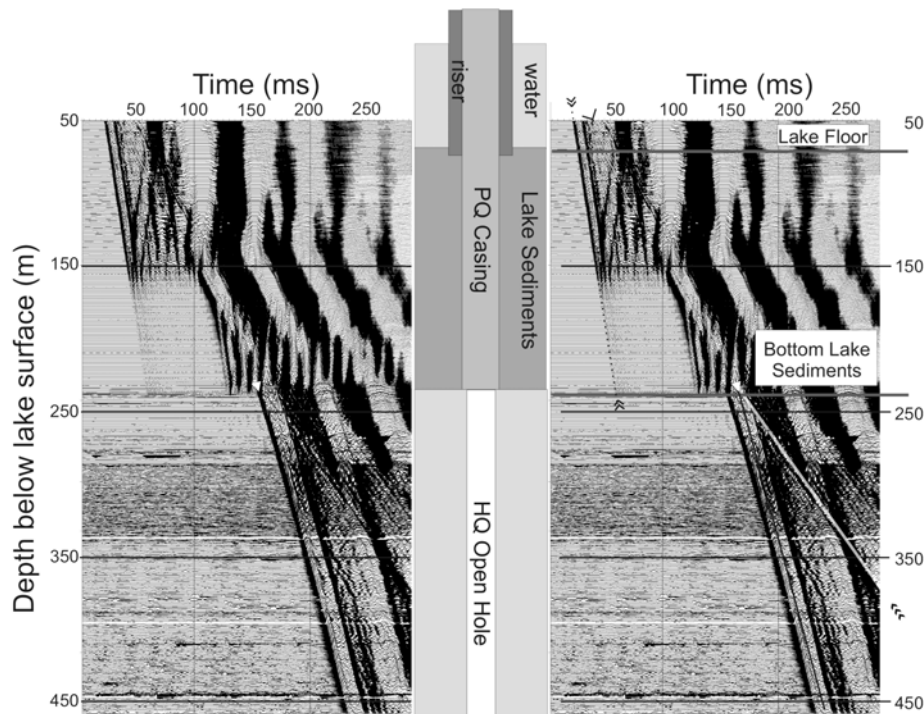 Time (ms)
50 100 150 200 250
50
150
250
350
450
Depth below lake surface (m)
riser
water
PQ Casing
Lake Sediments
HQ Open Hole
Time (ms)
50 100 150 200 250
Lake Floor
50
150
Bottom Lake
Sediments
250
350
450